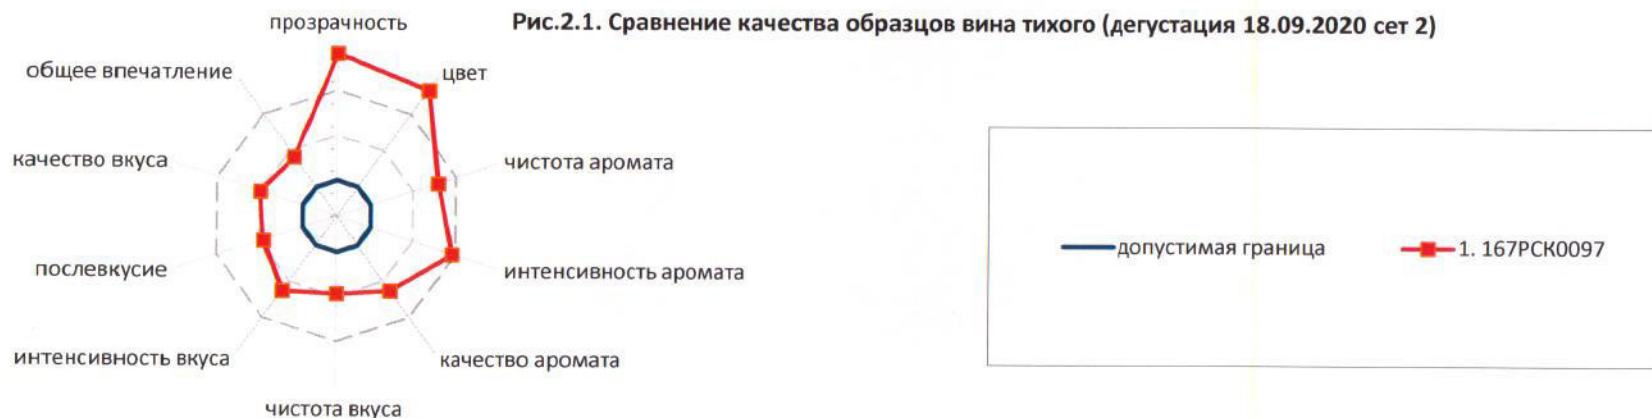 Рис.2.1. Сравнение качества образцов вина тихого (дегустация 18.09.2020 сет 2)
прозрачность
цвет
чистота аромата
интенсивность аромата
качество аромата
чистота вкуса
интенсивность вкуса
послевкусие
качество вкуса
общее впечатление
допустимая граница
1. 167РСК0097